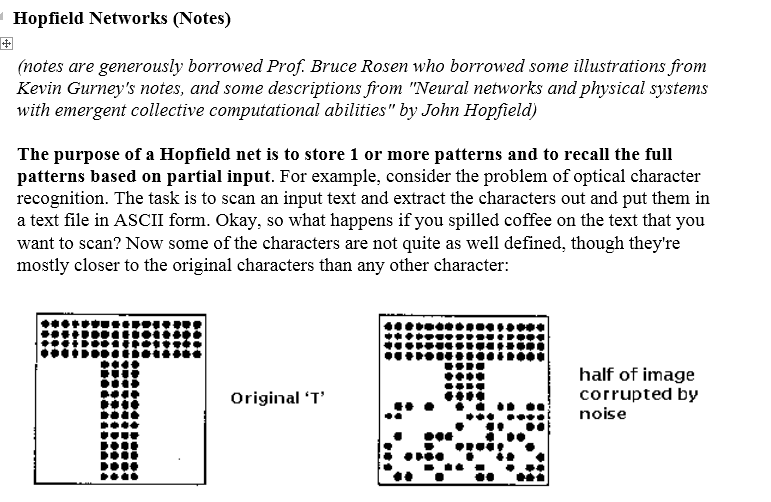 Hopfield Networks (Notes)
(notes are generously borrowed Prof. Bruce Rosen who borrowed some illustrations from
Kevin Gurney's notes, and some descriptions from "Neural networks and physical systems
with emergent collective computational abilities" by John Hopfield)
The purpose of a Hopfield net is to store 1 or more patterns and to recall the full
patterns based on partial input. For example, consider the problem of optical character
recognition. The task is to scan an input text and extract the characters out and put them in
a text file in ASCII form. Okay, so what happens if you spilled coffee on the text that you
want to scan? Now some of the characters are not quite as well defined, though they're
mostly closer to the original characters than any other character:
Original 'T'
half of image
corrupted by
noise